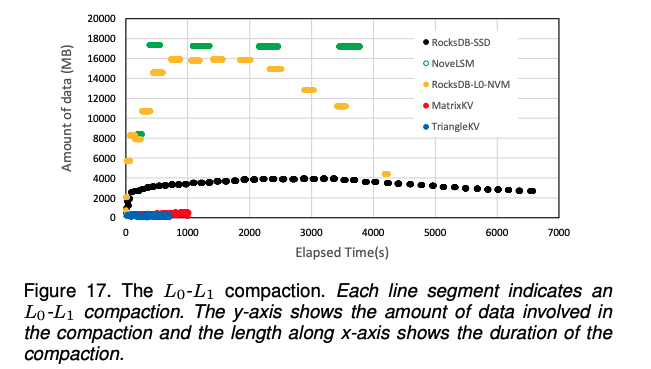 20000
18000
16000
14000
12000
10000
8000
6000
4000
2000
0
Amount of data (MB)
RocksDB-SSD
NoveLSM
RocksDB-L0-NVM
MatrixKV
TriangleKV
0 1000 2000 3000 4000 5000 6000 7000
Elapsed Time(s)
Figure 17. The L₀-L₁ compaction. Each line segment indicates an
L₀-L₁ compaction. The y-axis shows the amount of data involved in
the compaction and the length along x-axis shows the duration of the
compaction.